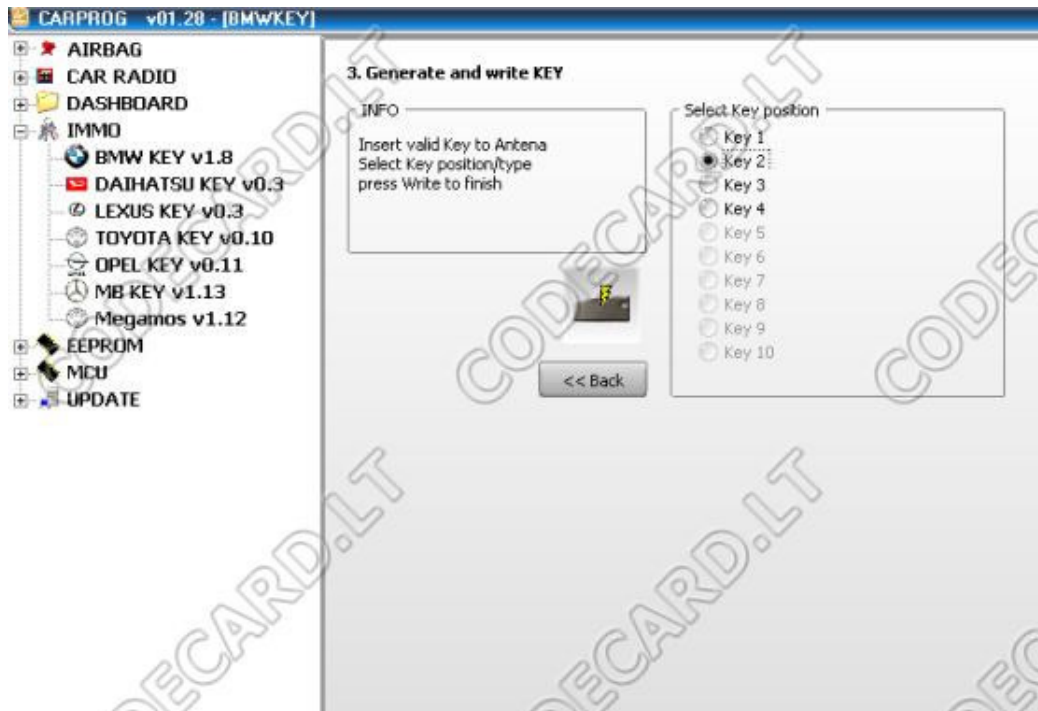 CARPROG v01.28 - [BMWKEY]
AIRBAG
CAR RADIO
DASHBOARD
IMMO
BMW KEY v1.8
DAIHATSU KEY v0.3
LEXUS KEY v0.3
TOYOTA KEY v0.10
OPEL KEY v0.11
MB KEY v1.13
Megamos v1.12
EEPROM
MCU
UPDATE
3. Generate and write KEY
INFO
Insert valid Key to Antena
Select Key position/type
press Write to finish
<< Back
Select Key position
Key 1
Key 2
Key 3
Key 4
Key 5
Key 6
Key 7
Key 8
Key 9
Key 10
CODECARD.LT